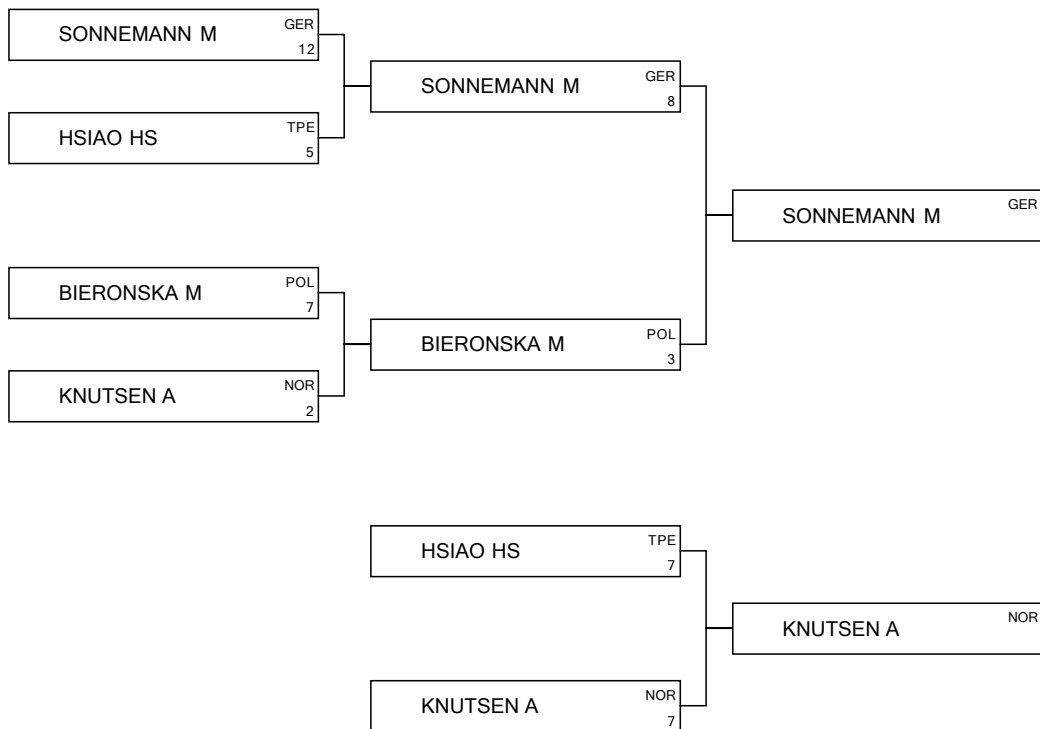 SONNEMANN M GER
12
HSIAO HS TPE
5
SONNEMANN M GER
8
BIERONSKA M POL
7
KNUTSEN A NOR
2
BIERONSKA M POL
3
SONNEMANN M GER
HSIAO HS TPE
7
KNUTSEN A NOR
7
KNUTSEN A NOR